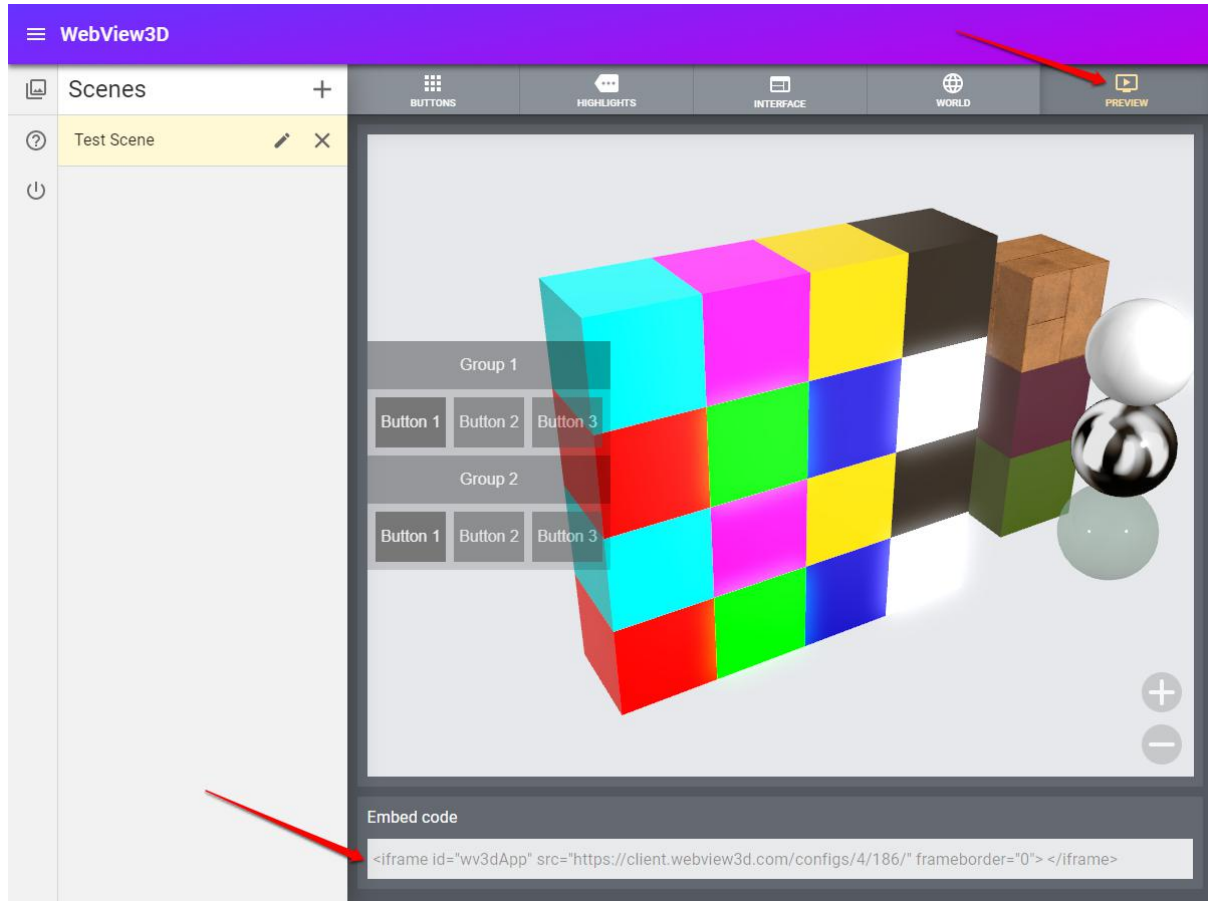 WebView3D
Scenes
BUTTONS
HIGHLIGHTS
INTERFACE
WORLD
PREVIEW
Test Scene
Group 1
Button 1 Button 2 Button 3
Group 2
Button 1 Button 2 Button 3
Embed code
<iframe id="wv3dApp" src="https://client.webview3d.com/configs/4/186/" frameborder="0"> </iframe>